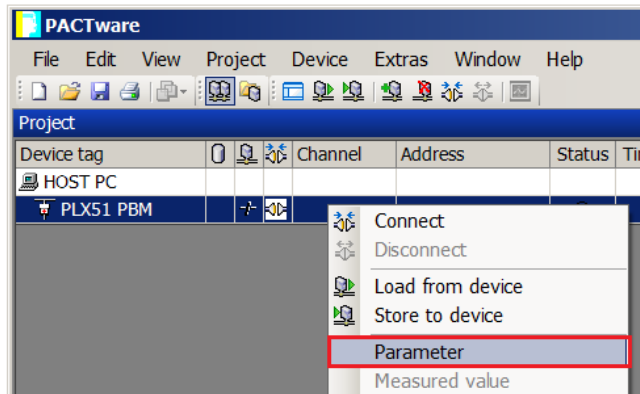 PACTware
File Edit View Project Device Extras Window Help
Project
Device tag Channel Address Status
HOST PC
PLX51 PBM
Connect
Disconnect
Load from device
Store to device
Parameter
Measured value